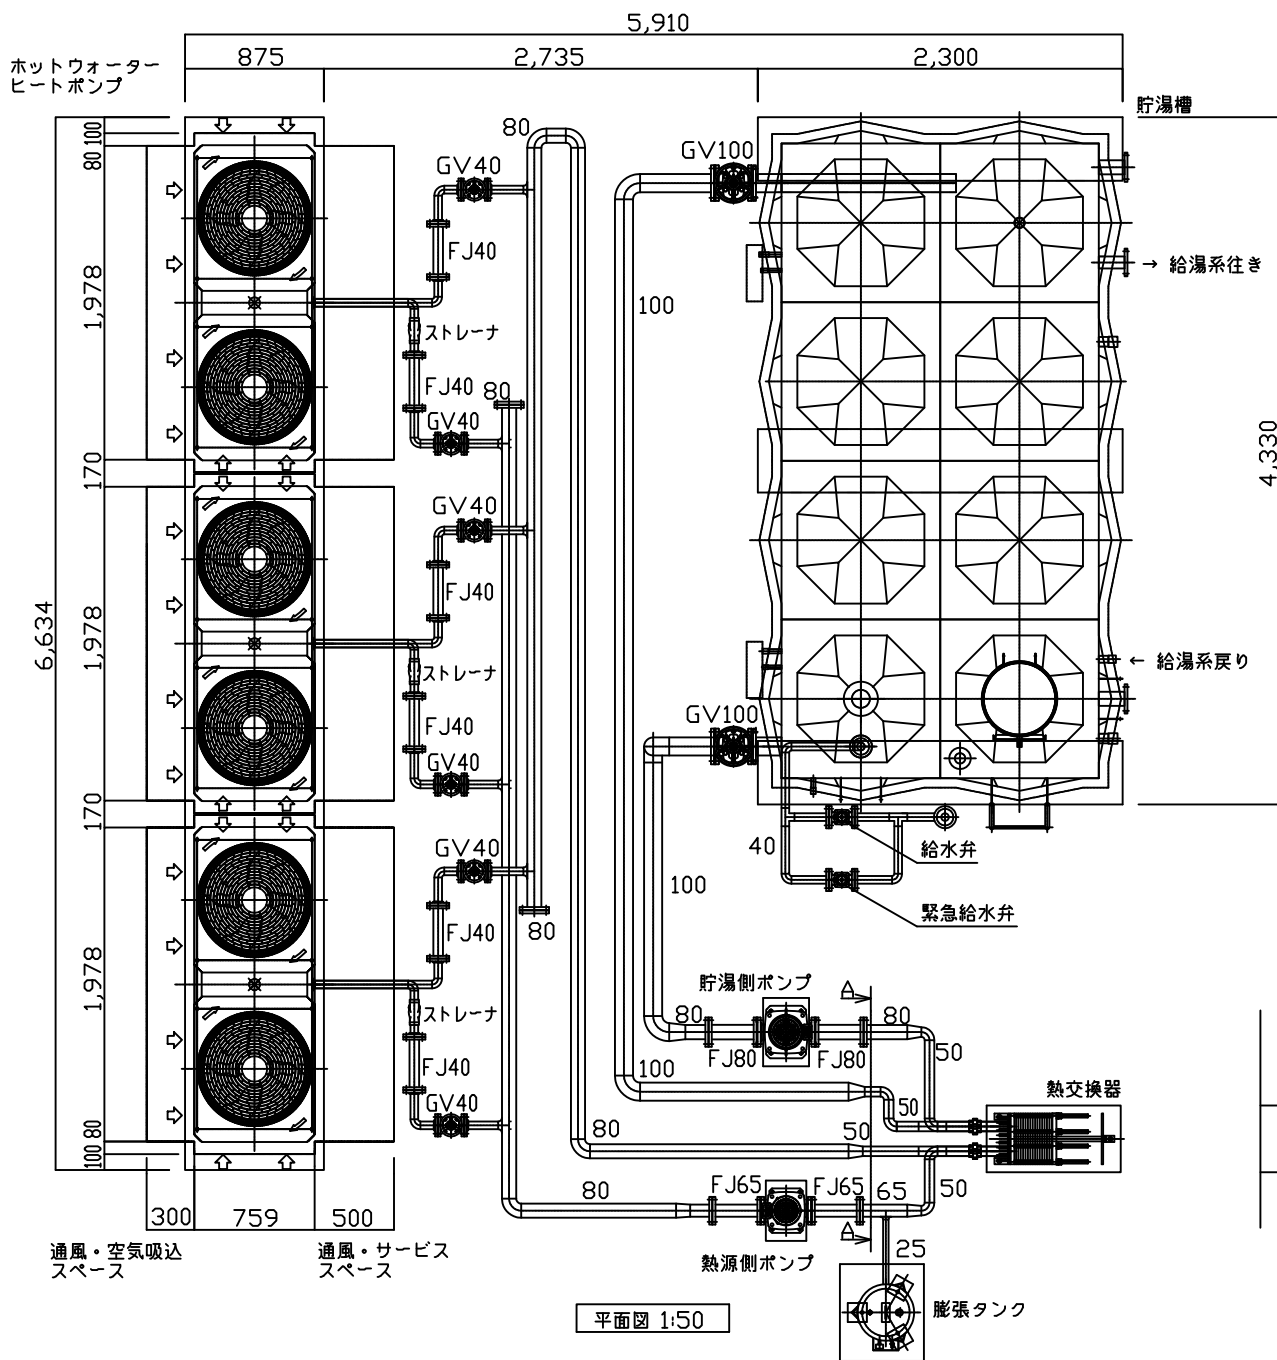 5,910
875
2,735
2,300
ホットウォーター
ヒートポンプ
貯湯槽
100
80
80
GV40
GV100
FJ40
→ 給湯系往き
1,978
100
ストレーナ
FJ40
80
GV40
4,330
170
GV40
FJ40
6,634
1,978
ストレーナ
← 給湯系戻り
FJ40
GV100
GV40
170
GV40
40
給水弁
100
緊急給水弁
FJ40
80
1,978
貯湯側ポンプ
A
ストレーナ
80
80
FJ80
FJ80
50
FJ40
100
熱交換器
GV40
50
80
80
50
100
FJ65
FJ65
65
50
80
300
759
500
A
25
通風・空気吸込
スペース
通風・サービス
スペース
熱源側ポンプ
膨張タンク
平面図 1:50